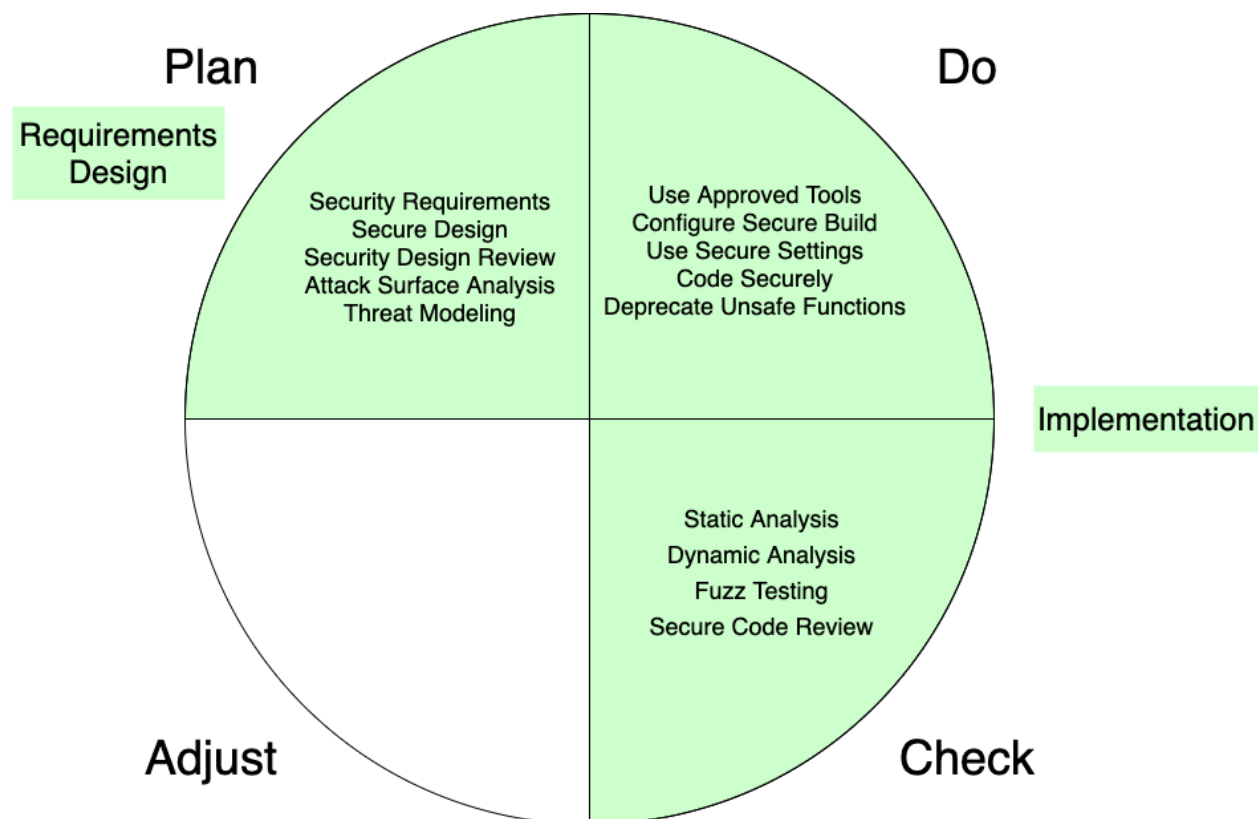 Plan
Do
Requirements
Design
Security Requirements
Secure Design
Security Design Review
Attack Surface Analysis
Threat Modeling
Use Approved Tools
Configure Secure Build
Use Secure Settings
Code Securely
Deprecate Unsafe Functions
Implementation
Static Analysis
Dynamic Analysis
Fuzz Testing
Secure Code Review
Adjust
Check